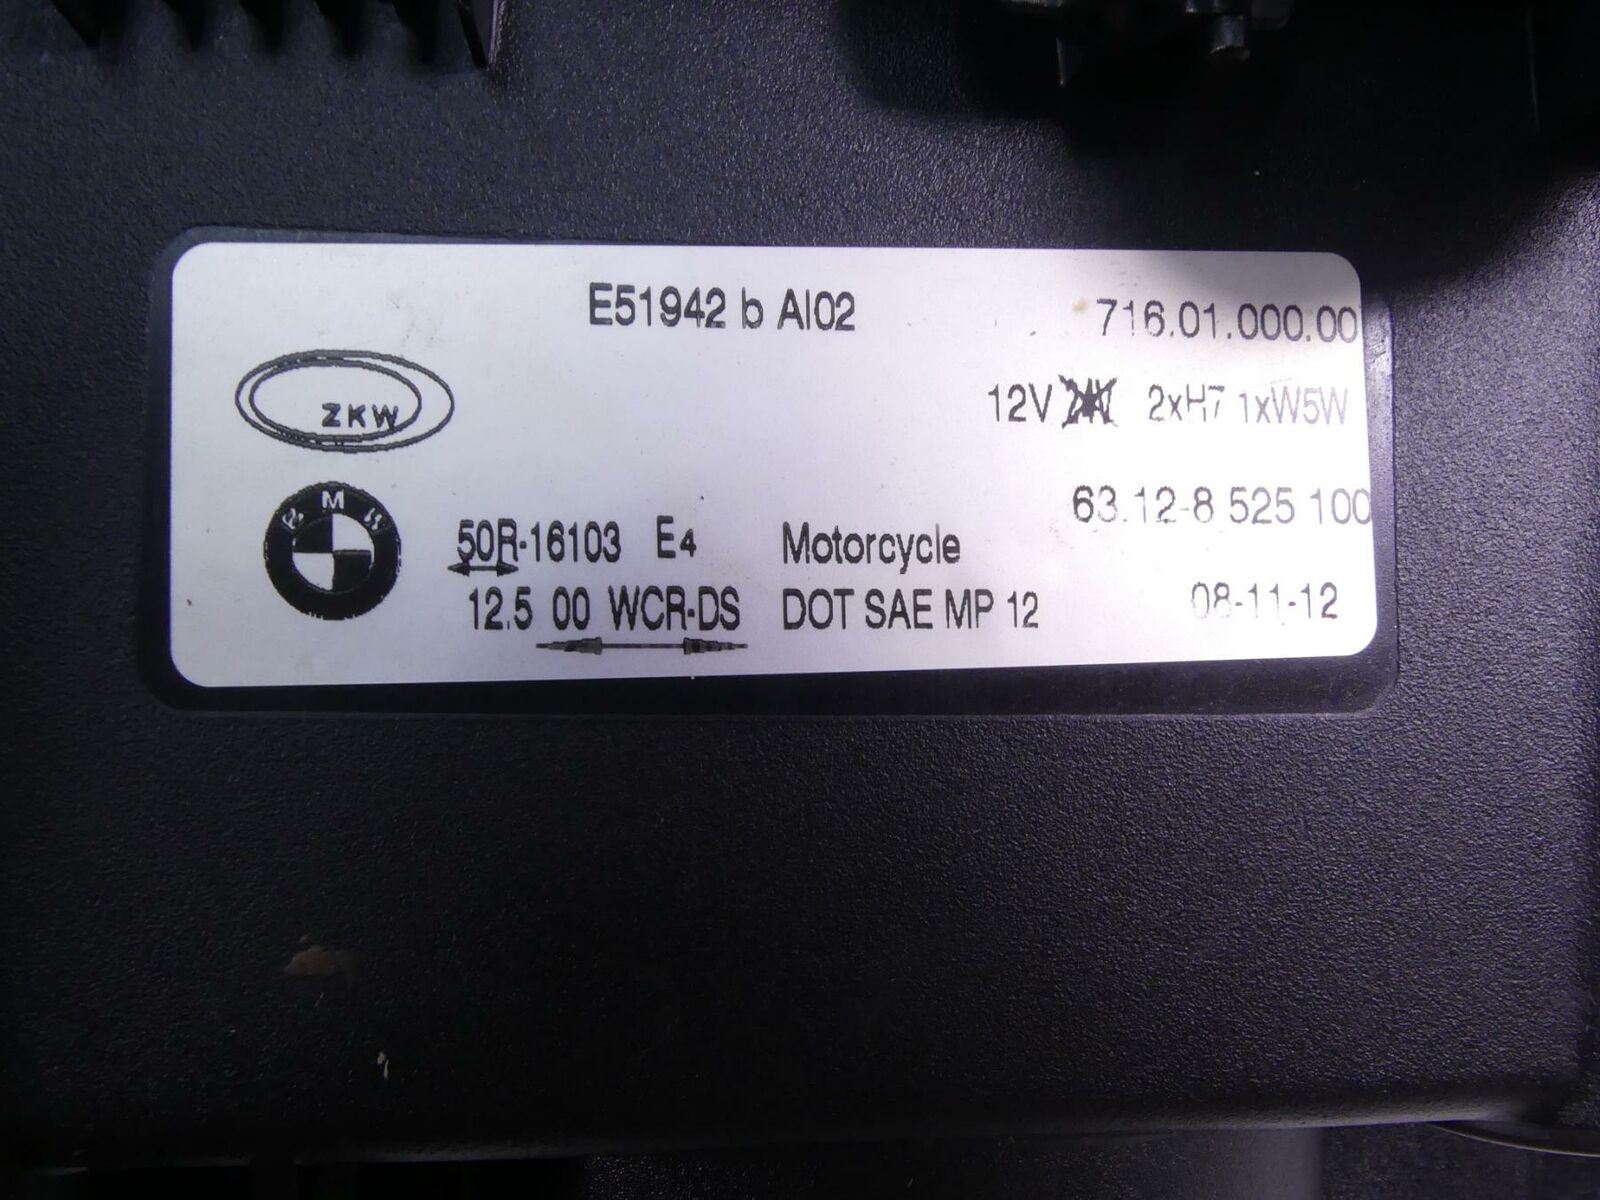 E51942 b AI02 716.01.000.00
ZKW
12V 2xH7 1xW5W
BMW
63.12-8 525 100
50R-16103 E4 Motorcycle
12.5 00 WCR-DS DOT SAE MP 12 08-11-12